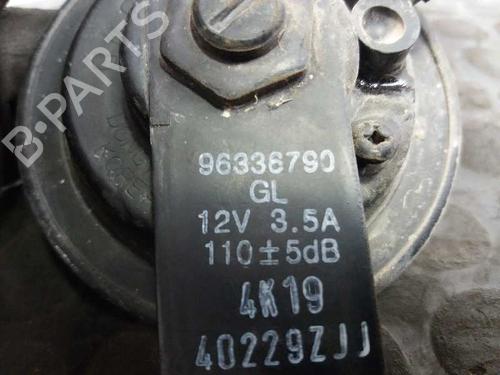 B-PARTS
96336790
GL
12V 3.5A
110±5dB
4K19
40229ZJJ